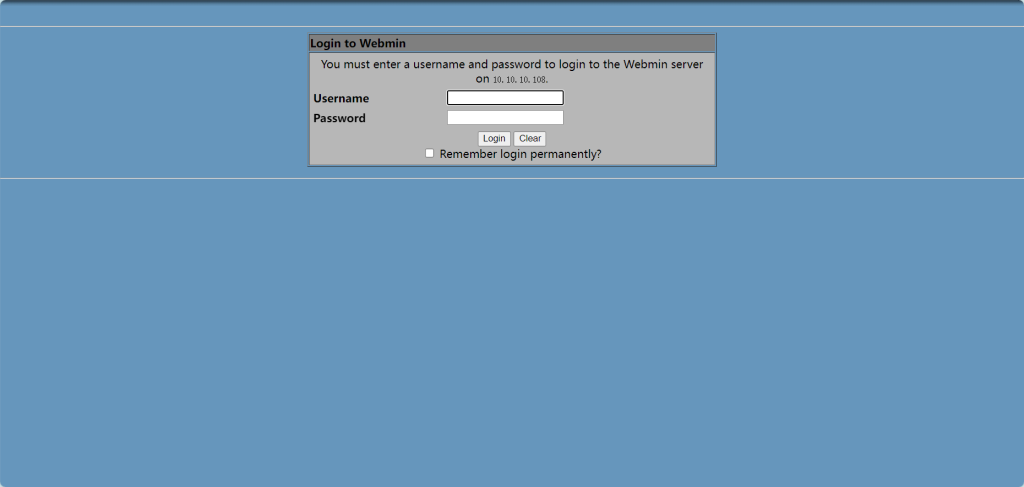 Login to Webmin
You must enter a username and password to login to the Webmin server
on 10.10.10.108.
Username
Password
Login Clear
Remember login permanently?